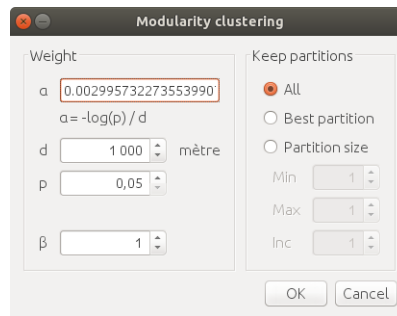 Modularity clustering
Weight
α 0.002995732273553990
α = -log(p) / d
d 1 000 mètre
p 0,05
β 1
Keep partitions
All
Best partition
Partition size
Min 1
Max 1
Inc 1
OK Cancel